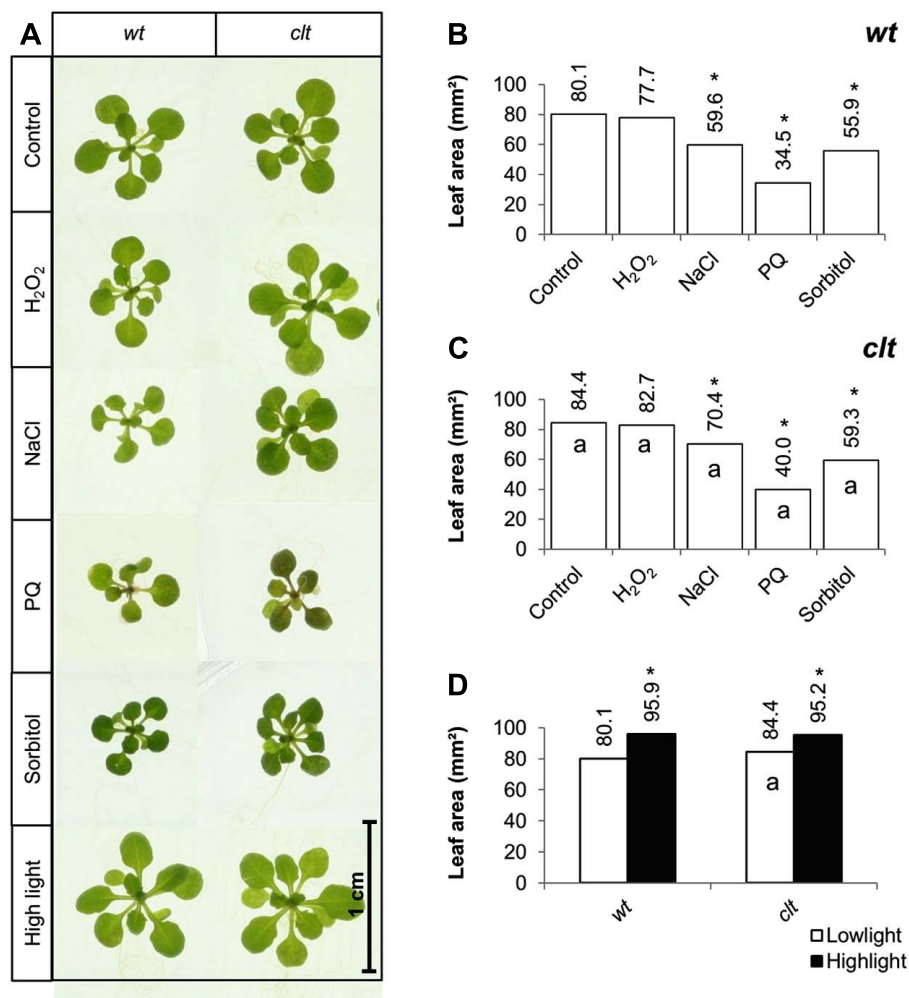 A
wt
clt
Control
H₂O₂
NaCl
PQ
Sorbitol
High light
1 cm
B
wt
Leaf area (mm²)
100
80
60
40
20
0
80.1
77.7
59.6 *
34.5 *
55.9 *
Control
H₂O₂
NaCl
PQ
Sorbitol
C
clt
Leaf area (mm²)
100
80
60
40
20
0
84.4
82.7
70.4 *
40.0 *
59.3 *
a
a
a
a
a
Control
H₂O₂
NaCl
PQ
Sorbitol
D
Leaf area (mm²)
100
80
60
40
20
0
80.1
95.9 *
84.4
95.2 *
a
wt
clt
Lowlight
Highlight